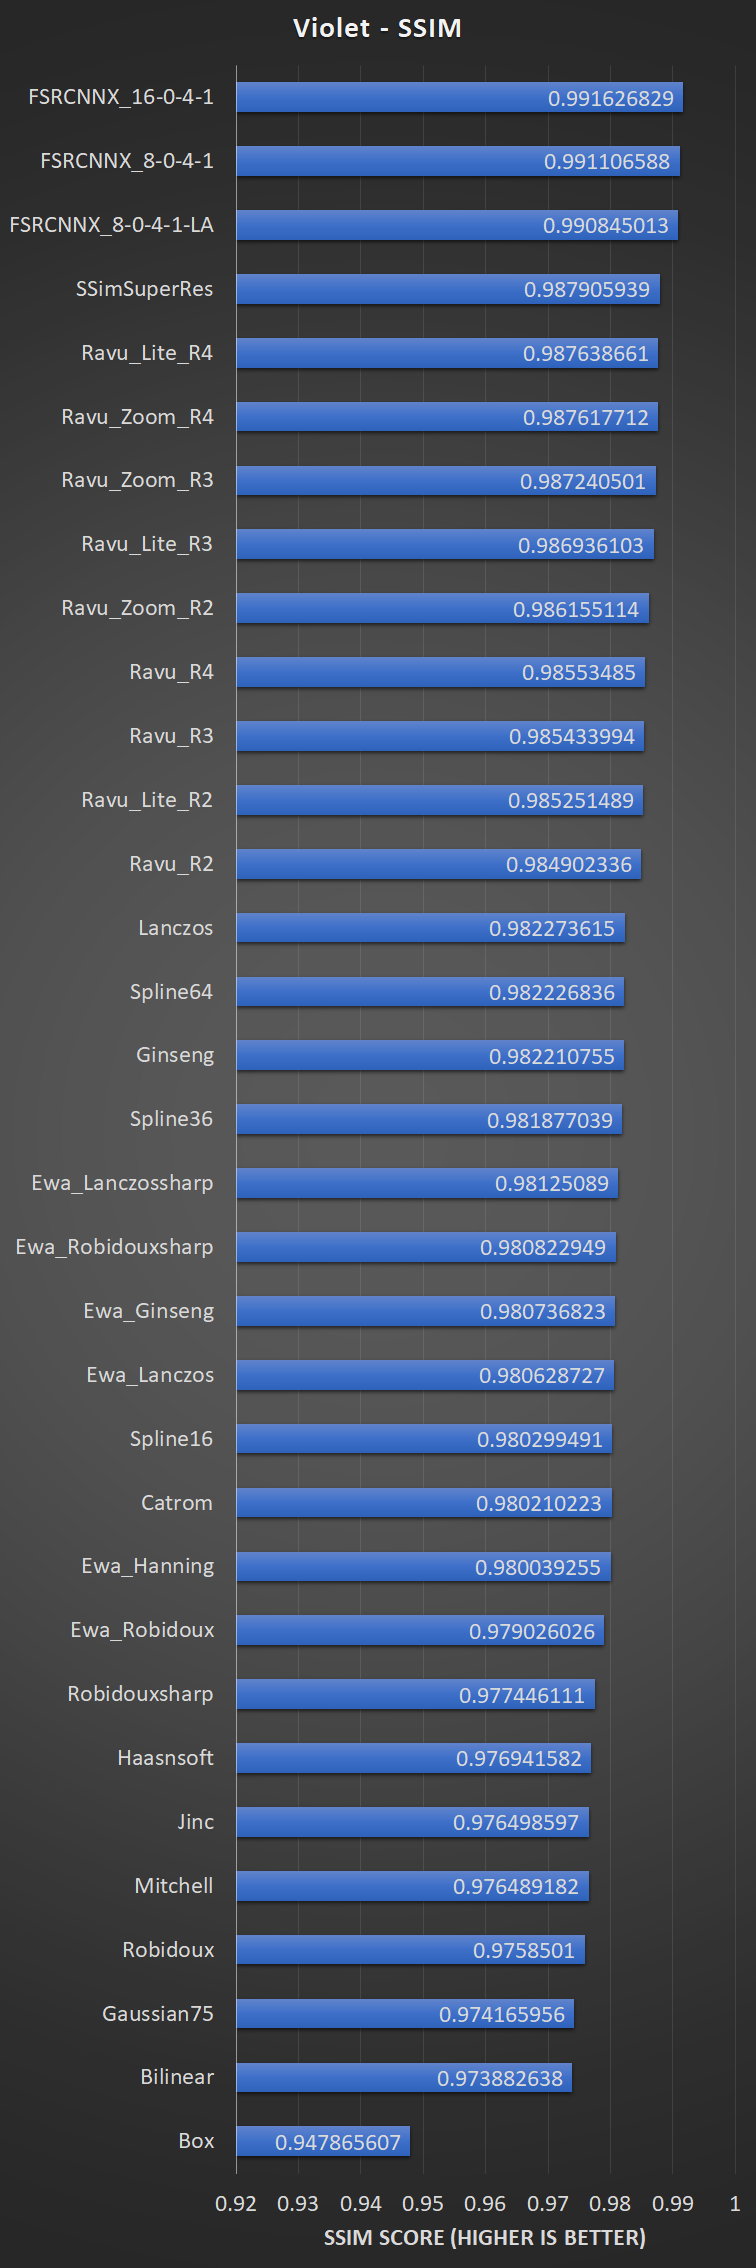 Violet - SSIM
FSRCNNX_16-0-4-1 0.991626829
FSRCNNX_8-0-4-1 0.991106588
FSRCNNX_8-0-4-1-LA 0.990845013
SSimSuperRes 0.987905939
Ravu_Lite_R4 0.987638661
Ravu_Zoom_R4 0.987617712
Ravu_Zoom_R3 0.987240501
Ravu_Lite_R3 0.986936103
Ravu_Zoom_R2 0.986155114
Ravu_R4 0.98553485
Ravu_R3 0.985433994
Ravu_Lite_R2 0.985251489
Ravu_R2 0.984902336
Lanczos 0.982273615
Spline64 0.982226836
Ginseng 0.982210755
Spline36 0.981877039
Ewa_Lanczossharp 0.98125089
Ewa_Robidouxsharp 0.980822949
Ewa_Ginseng 0.980736823
Ewa_Lanczos 0.980628727
Spline16 0.980299491
Catrom 0.980210223
Ewa_Hanning 0.980039255
Ewa_Robidoux 0.979026026
Robidouxsharp 0.977446111
Haasnsoft 0.976941582
Jinc 0.976498597
Mitchell 0.976489182
Robidoux 0.9758501
Gaussian75 0.974165956
Bilinear 0.973882638
Box 0.947865607
0.92 0.93 0.94 0.95 0.96 0.97 0.98 0.99 1
SSIM SCORE (HIGHER IS BETTER)